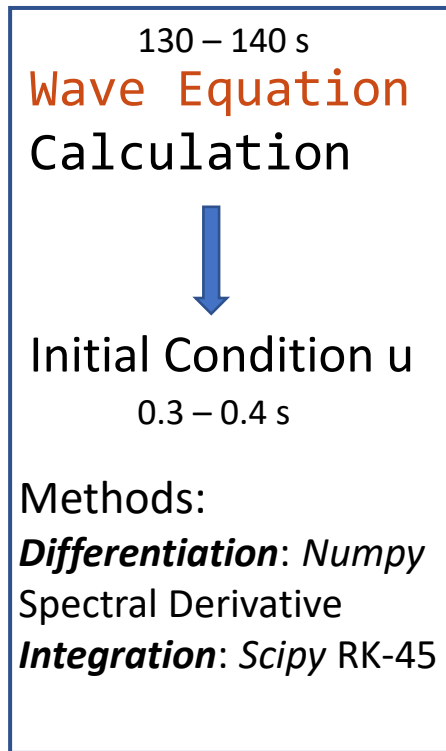 130 – 140 s
Wave Equation
Calculation
Initial Condition u
0.3 – 0.4 s
Methods:
Differentiation: Numpy
Spectral Derivative
Integration: Scipy RK-45